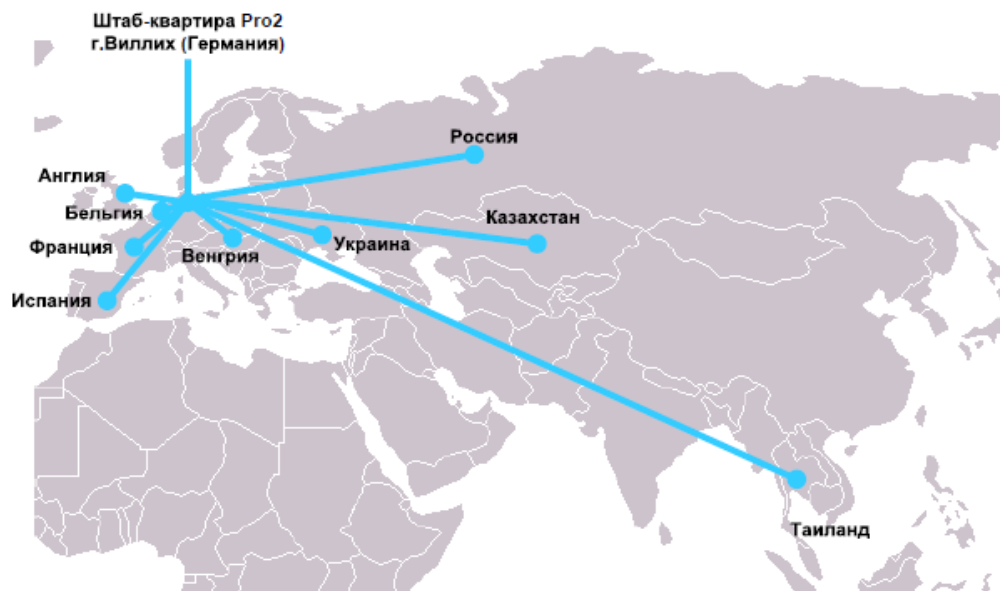 Штаб-квартира Pro2
г.Виллих (Германия)
Россия
Англия
Бельгия
Казахстан
Франция
Украина
Венгрия
Испания
Таиланд